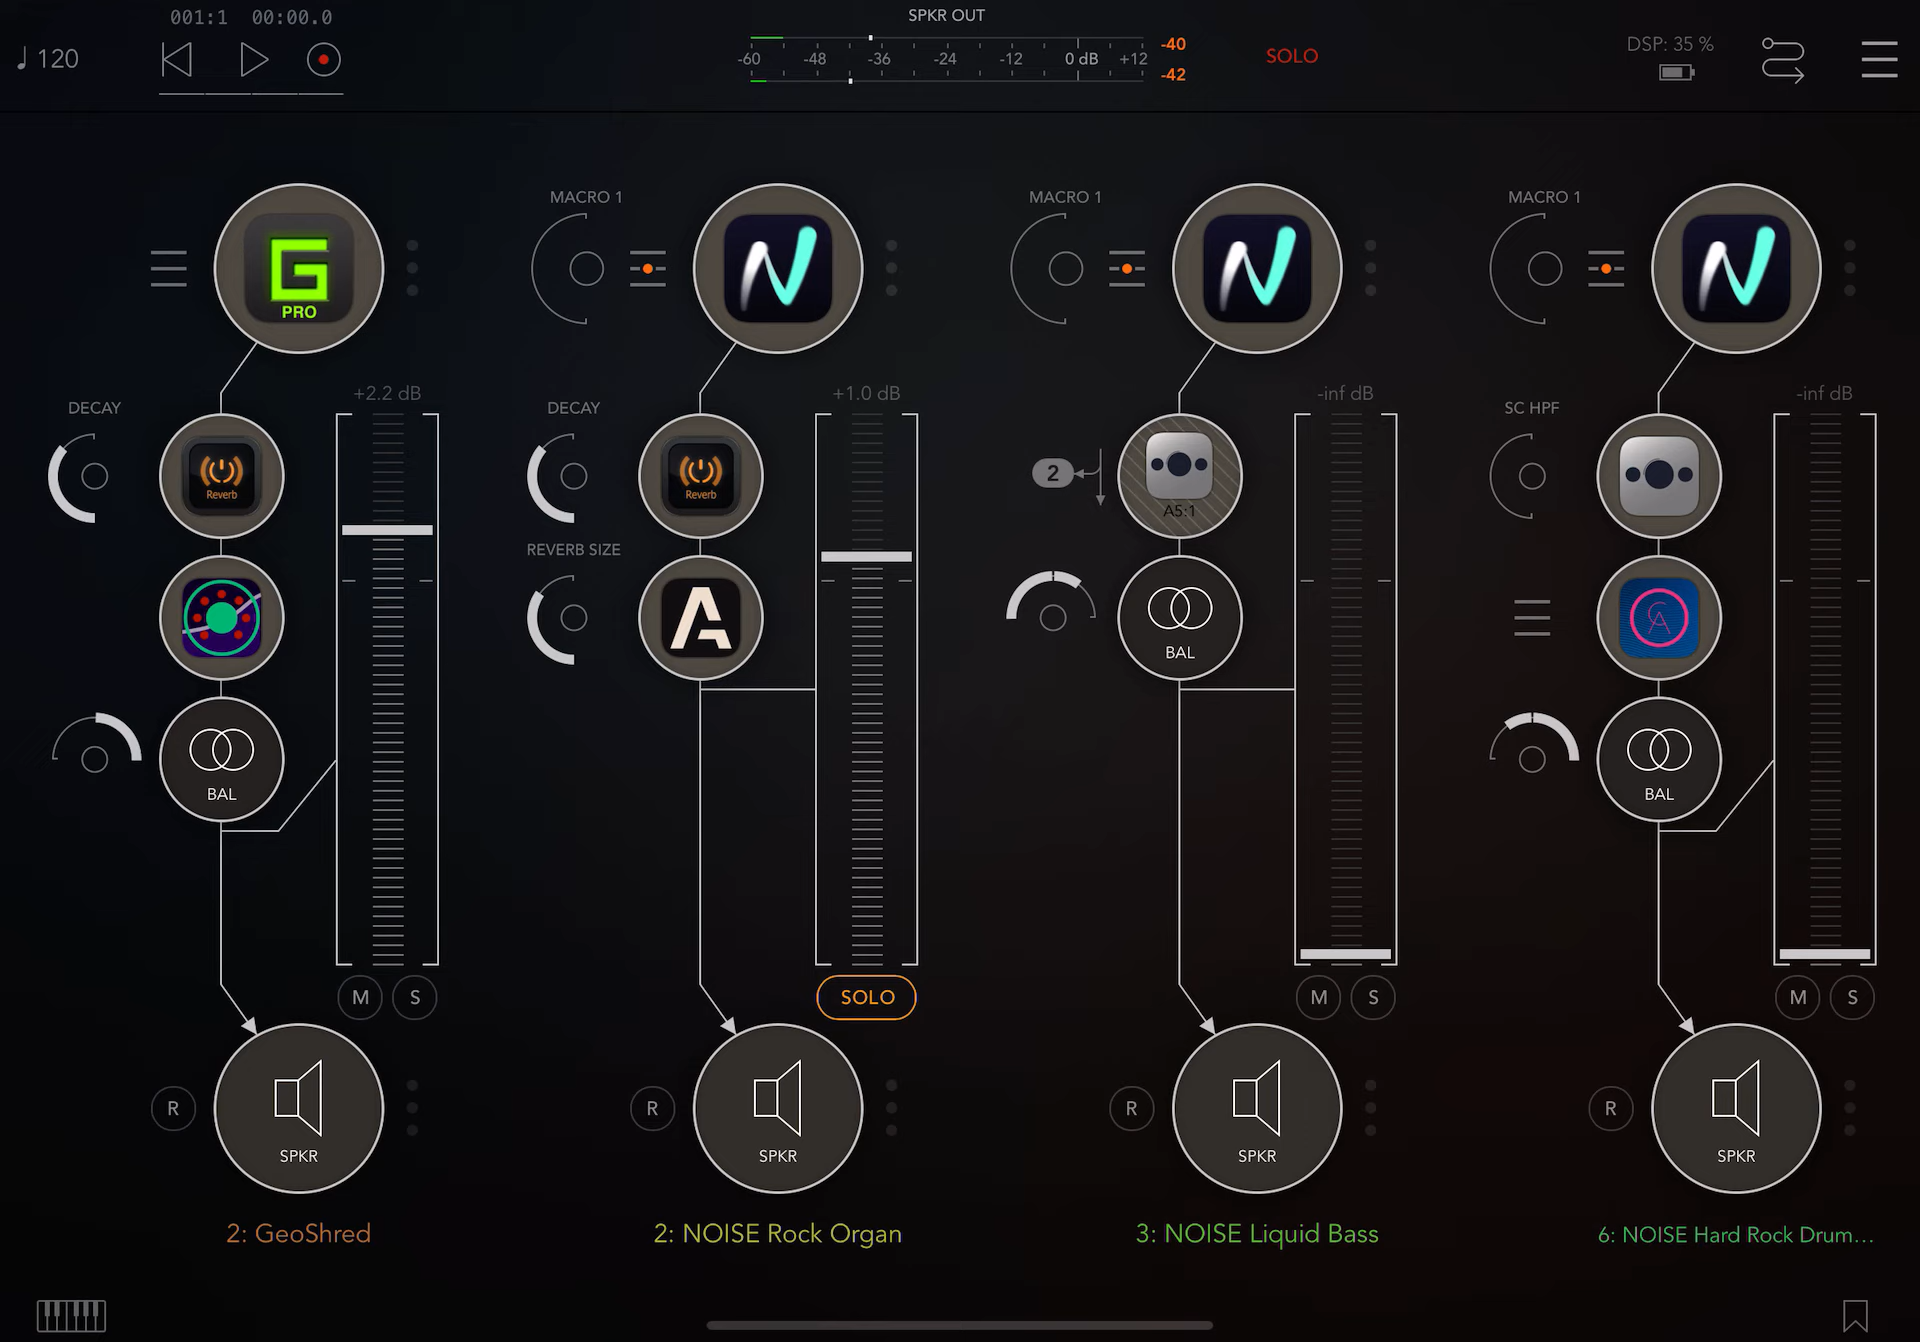 001:1 00:00.0
120
SPKR OUT
-60 -48 -36 -24 -12 0 dB +12
-40
-42
SOLO
DSP: 35 %
PRO
MACRO 1
MACRO 1
MACRO 1
+2.2 dB
+1.0 dB
-inf dB
-inf dB
DECAY
Reverb
DECAY
Reverb
2
A5:1
SC HPF
REVERB SIZE
A
BAL
CA
BAL
BAL
M S
SOLO
M S
M S
R
SPKR
R
SPKR
R
SPKR
R
SPKR
2: GeoShred
2: NOISE Rock Organ
3: NOISE Liquid Bass
6: NOISE Hard Rock Drum...